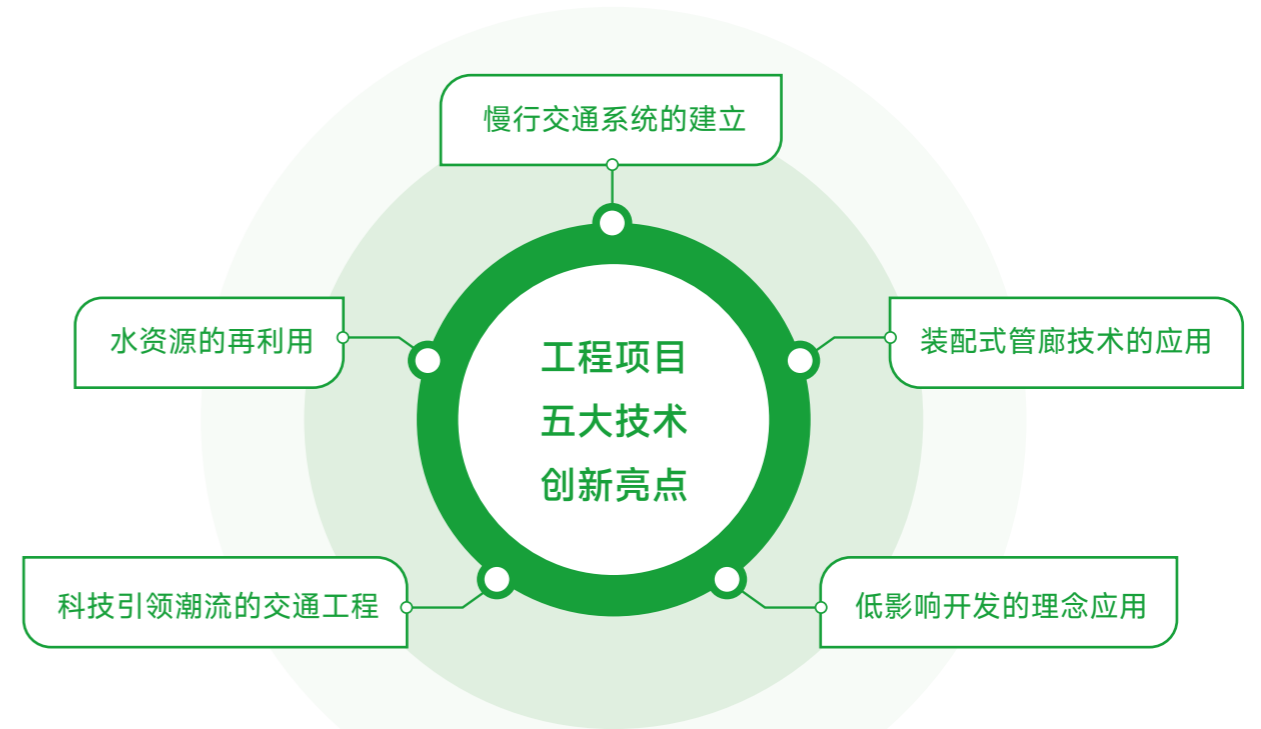 慢行交通系统的建立
水资源的再利用
装配式管廊技术的应用
工程项目
五大技术
创新亮点
科技引领潮流的交通工程
低影响开发的理念应用